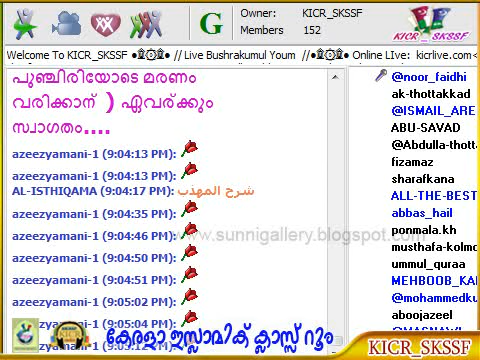 G
Owner: KICR_SKSSF
Members 152
KICR_SKSSF
Welcome To KICR_SKSSF ●۩۞۩● // Live Bushrakumul Youm //●۩۞۩● Online LIve: kicrlive.com<
പുഞ്ചിരിയോടെ മരണം
വരിക്കാന് ) ഏവര്ക്കും
സ്വാഗതം....
azeezyamani-1 (9:04:13 PM):
azeezyamani-1 (9:04:13 PM):
AL-ISTHIQAMA (9:04:17 PM): شرح المهذب
azeezyamani-1 (9:04:35 PM):
azeezyamani-1 (9:04:46 PM):
azeezyamani-1 (9:04:50 PM):
azeezyamani-1 (9:04:51 PM):
azeezyamani-1 (9:05:02 PM):
azeezyamani-1 (9:05:04 PM):
@noor_faidhi
ak-thottakkad
@ISMAIL_ARE
ABU-SAVAD
@Abdulla-thotta
fizamaz
sharafkana
ALL-THE-BEST
abbas_hail
ponmala.kh
musthafa-kolmo
ummul_quraa
MEHBOOB_KA
@mohammedku
aboojazeel
www.sunnigallery.blogspot.com
കേരളാ ഇസ്ലാമിക് ക്ലാസ്സ് റൂം
KICR_SKSSF